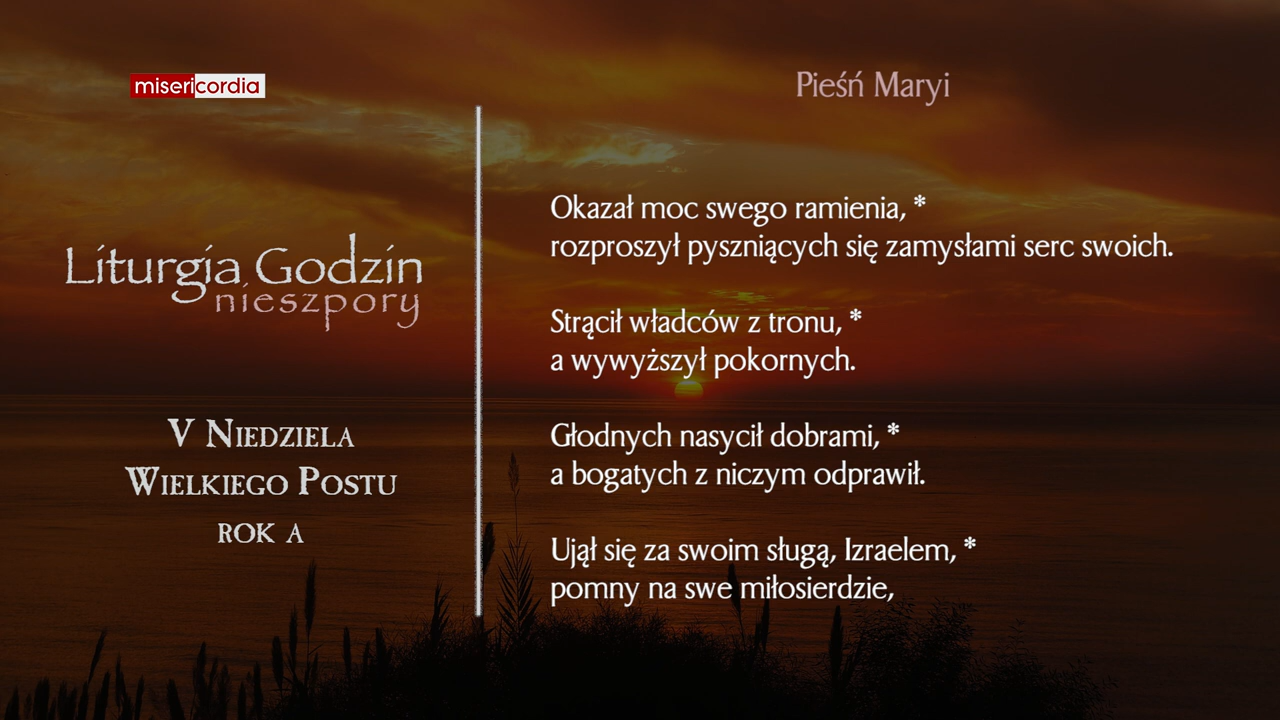 misericordia
Liturgia Godzin
nieszpory
V Niedziela
Wielkiego Postu
rok a
Pieśń Maryi
Okazał moc swego ramienia, *
rozproszył pyszniących się zamysłami serc swoich.
Strącił władców z tronu, *
a wywyższył pokornych.
Głodnych nasycił dobrami, *
a bogatych z niczym odprawił.
Ujął się za swoim sługą, Izraelem, *
pomny na swe miłosierdzie,